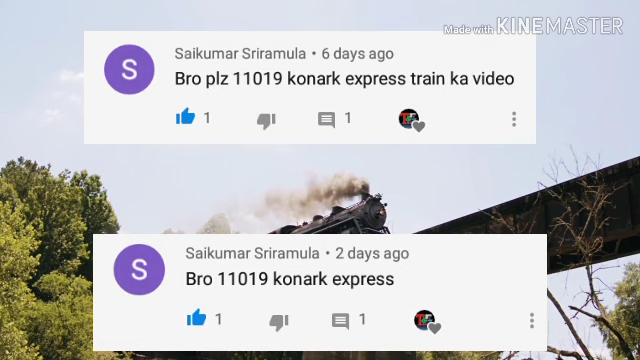 Made with KINEMASTER
S
Saikumar Sriramula • 6 days ago
Bro plz 11019 konark express train ka video
1
1
S
Saikumar Sriramula • 2 days ago
Bro 11019 konark express
1
1